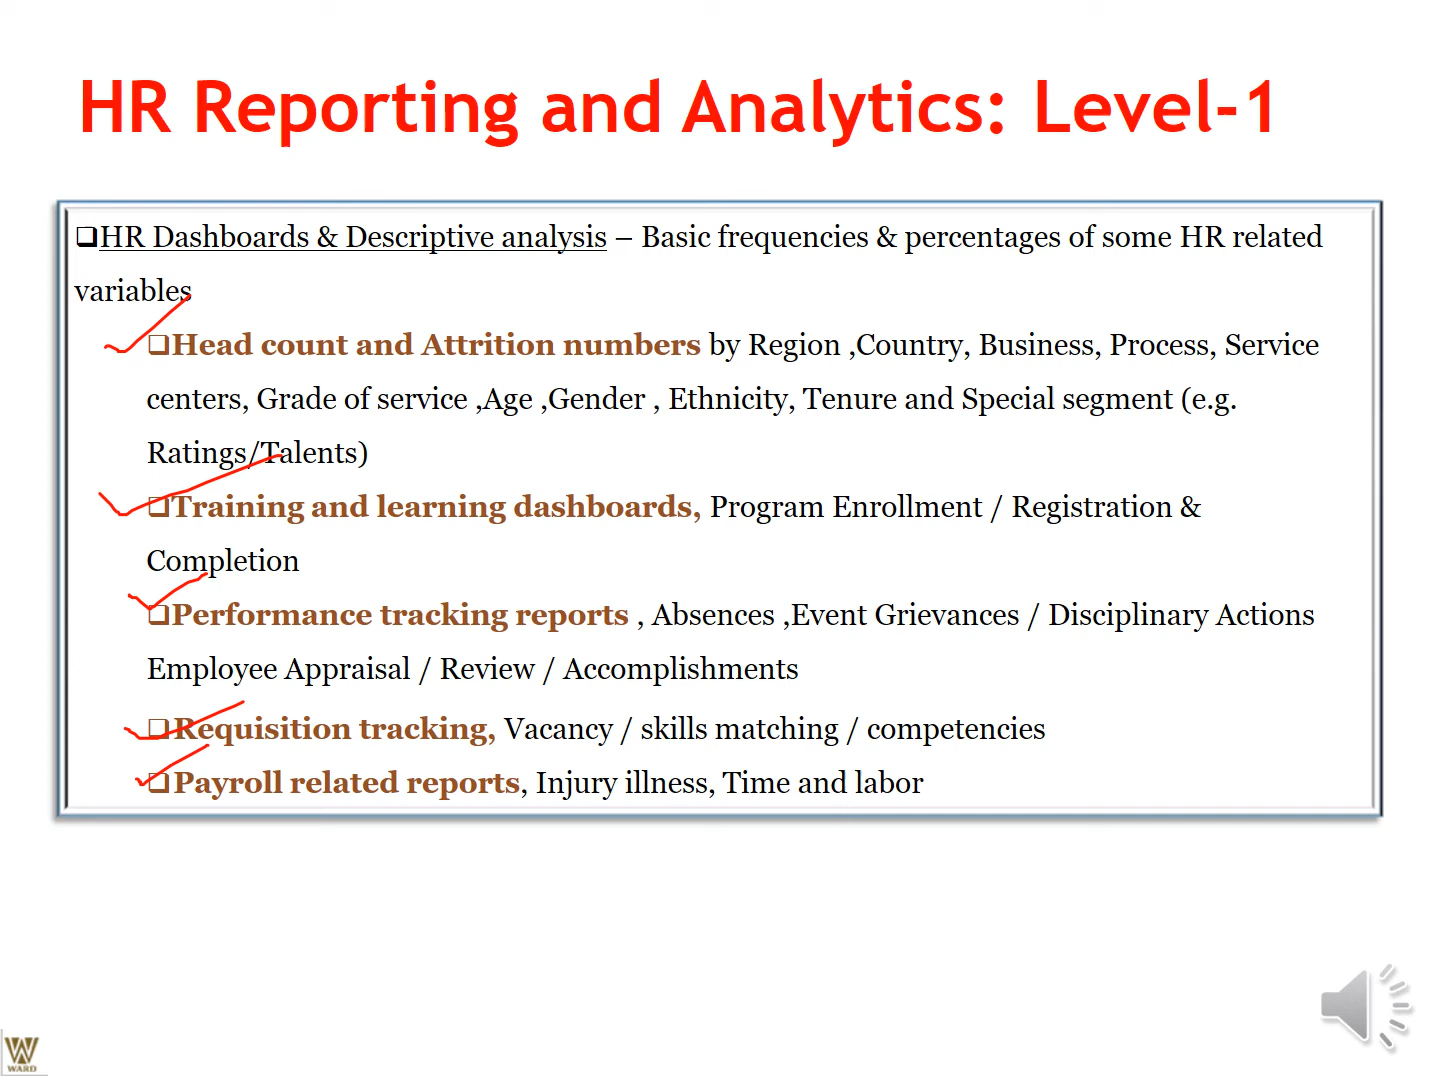 HR Reporting and Analytics: Level-1
HR Dashboards & Descriptive analysis – Basic frequencies & percentages of some HR related
variables
Head count and Attrition numbers by Region ,Country, Business, Process, Service
centers, Grade of service ,Age ,Gender , Ethnicity, Tenure and Special segment (e.g.
Ratings/Talents)
Training and learning dashboards, Program Enrollment / Registration &
Completion
Performance tracking reports , Absences ,Event Grievances / Disciplinary Actions
Employee Appraisal / Review / Accomplishments
Requisition tracking, Vacancy / skills matching / competencies
Payroll related reports, Injury illness, Time and labor
WARD